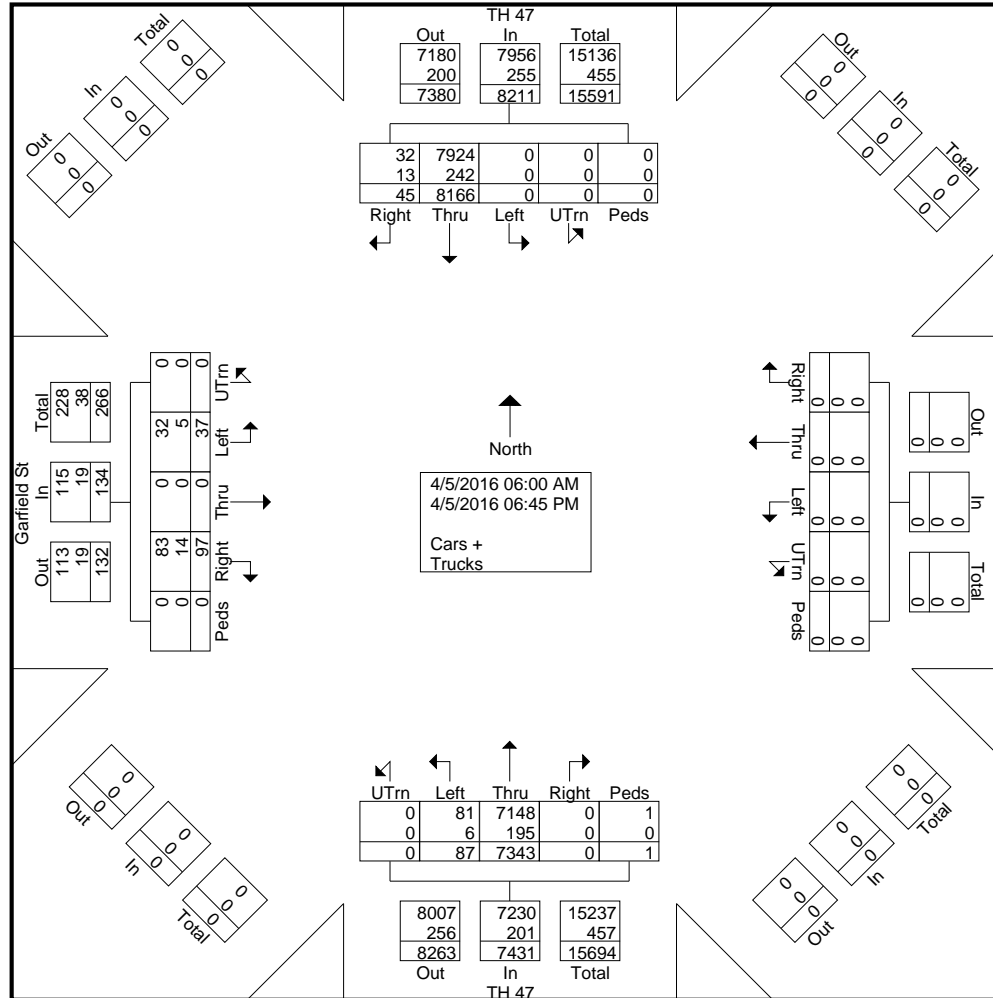 TH 47
Out In Total
7180 7956 15136
200 255 455
7380 8211 15591
32 7924 0 0 0
13 242 0 0 0
45 8166 0 0 0
Right Thru Left UTrn Peds
Out
0
0
0
In
0
0
0
Total
0
0
0
Out
0
0
0
In
0
0
0
Total
0
0
0
Garfield St
Out In Total
113 115 228
19 19 38
132 134 266
0 83 0 32 0
0 14 0 5 0
0 97 0 37 0
Peds Right Thru Left UTrn
North
4/5/2016 06:00 AM
4/5/2016 06:45 PM
Cars +
Trucks
Right Thru Left UTrn Peds
0 0 0 0 0
0 0 0 0 0
0 0 0 0 0
Out In Total
0 0 0
0 0 0
0 0 0
Out
0
0
0
In
0
0
0
Total
0
0
0
UTrn Left Thru Right Peds
0 81 7148 0 1
0 6 195 0 0
0 87 7343 0 1
8007 7230 15237
256 201 457
8263 7431 15694
Out In Total
TH 47
Out
0
0
0
In
0
0
0
Total
0
0
0